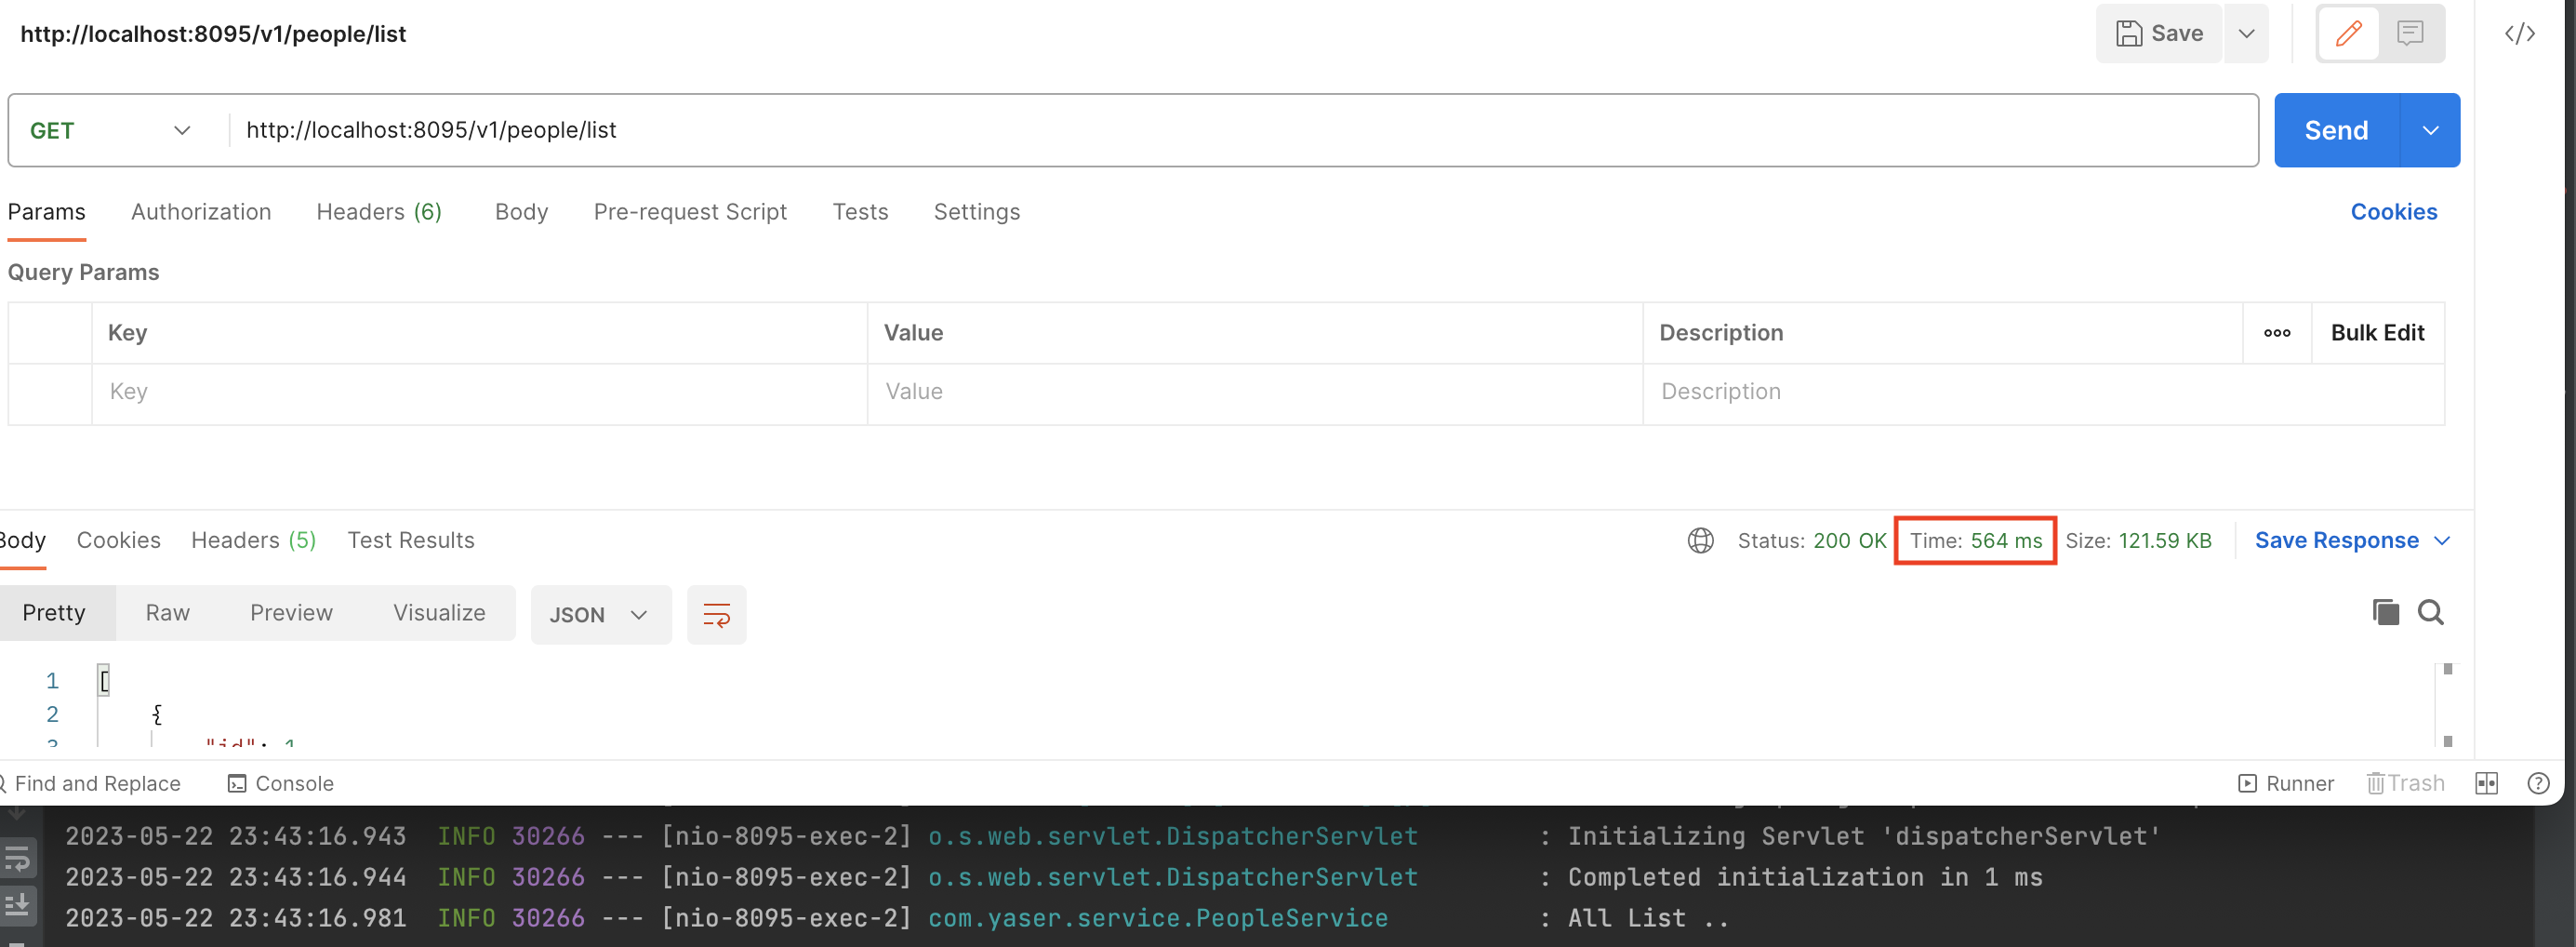 http://localhost:8095/v1/people/list
Save
GET
http://localhost:8095/v1/people/list
Send
Params Authorization Headers (6) Body Pre-request Script Tests Settings Cookies
Query Params
Key Value Description ooo Bulk Edit
Key Value Description
Body Cookies Headers (5) Test Results Status: 200 OK Time: 564 ms Size: 121.59 KB Save Response
Pretty Raw Preview Visualize JSON
1 [
2 {
3 "id": 1
Find and Replace Console Runner Trash
2023-05-22 23:43:16.943 INFO 30266 --- [nio-8095-exec-2] o.s.web.servlet.DispatcherServlet : Initializing Servlet 'dispatcherServlet'
2023-05-22 23:43:16.944 INFO 30266 --- [nio-8095-exec-2] o.s.web.servlet.DispatcherServlet : Completed initialization in 1 ms
2023-05-22 23:43:16.981 INFO 30266 --- [nio-8095-exec-2] com.yaser.service.PeopleService : All List ..